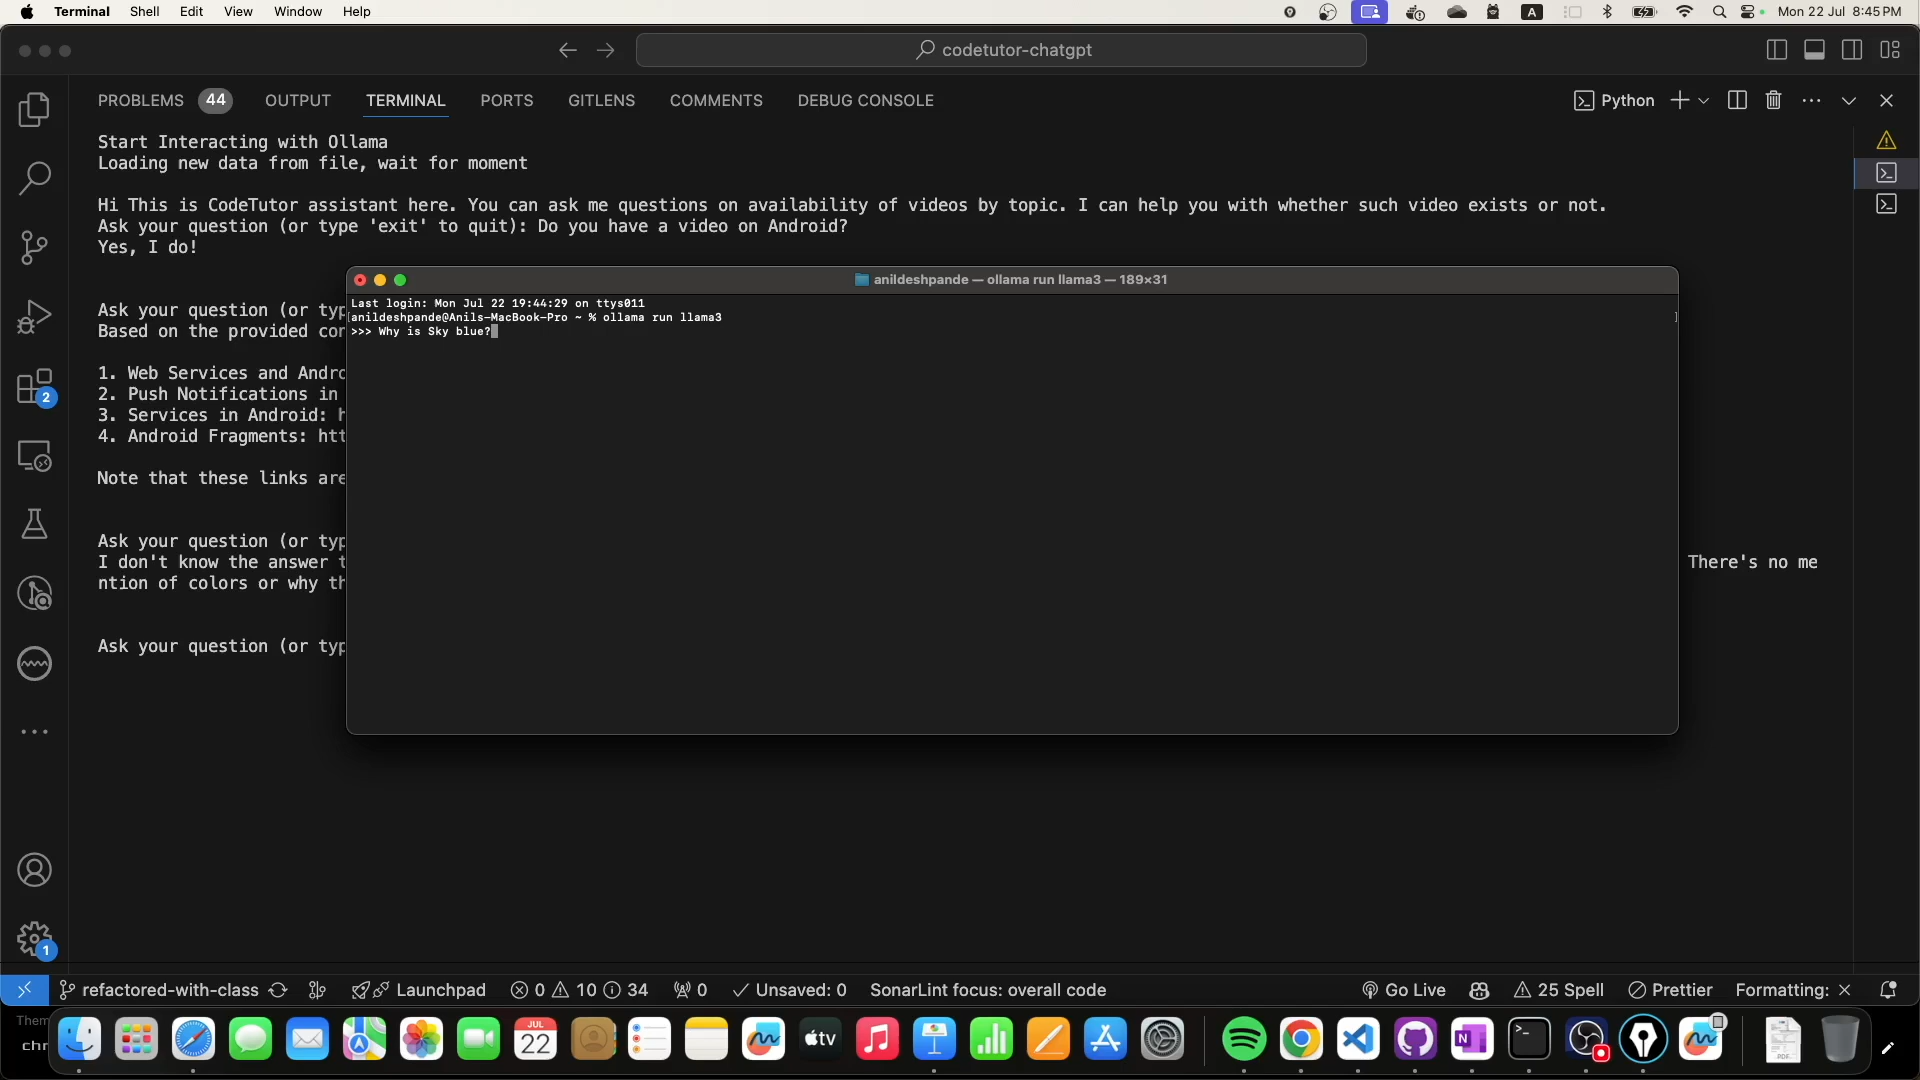 Terminal Shell Edit View Window Help
A Mon 22 Jul 8:45 PM
codetutor-chatgpt
PROBLEMS 44 OUTPUT TERMINAL PORTS GITLENS COMMENTS DEBUG CONSOLE
Python
Start Interacting with Ollama
Loading new data from file, wait for moment
Hi This is CodeTutor assistant here. You can ask me questions on availability of videos by topic. I can help you with whether such video exists or not.
Ask your question (or type 'exit' to quit): Do you have a video on Android?
Yes, I do!
anildeshpande — ollama run llama3 — 189×31
Last login: Mon Jul 22 19:44:29 on ttys011
[anildeshpande@Anils-MacBook-Pro ~ % ollama run llama3 ]
>>> Why is Sky blue?
Ask your question (or typ
Based on the provided con
1. Web Services and Andro
2. Push Notifications in
3. Services in Android: h
4. Android Fragments: htt
Note that these links are
Ask your question (or typ
I don't know the answer t There's no me
ntion of colors or why th
Ask your question (or typ
2
1
refactored-with-class Launchpad 0 10 34 0 Unsaved: 0 SonarLint focus: overall code Go Live 25 Spell Prettier Formatting: ×
Them
chr
JUL
22
tv
N
PDF